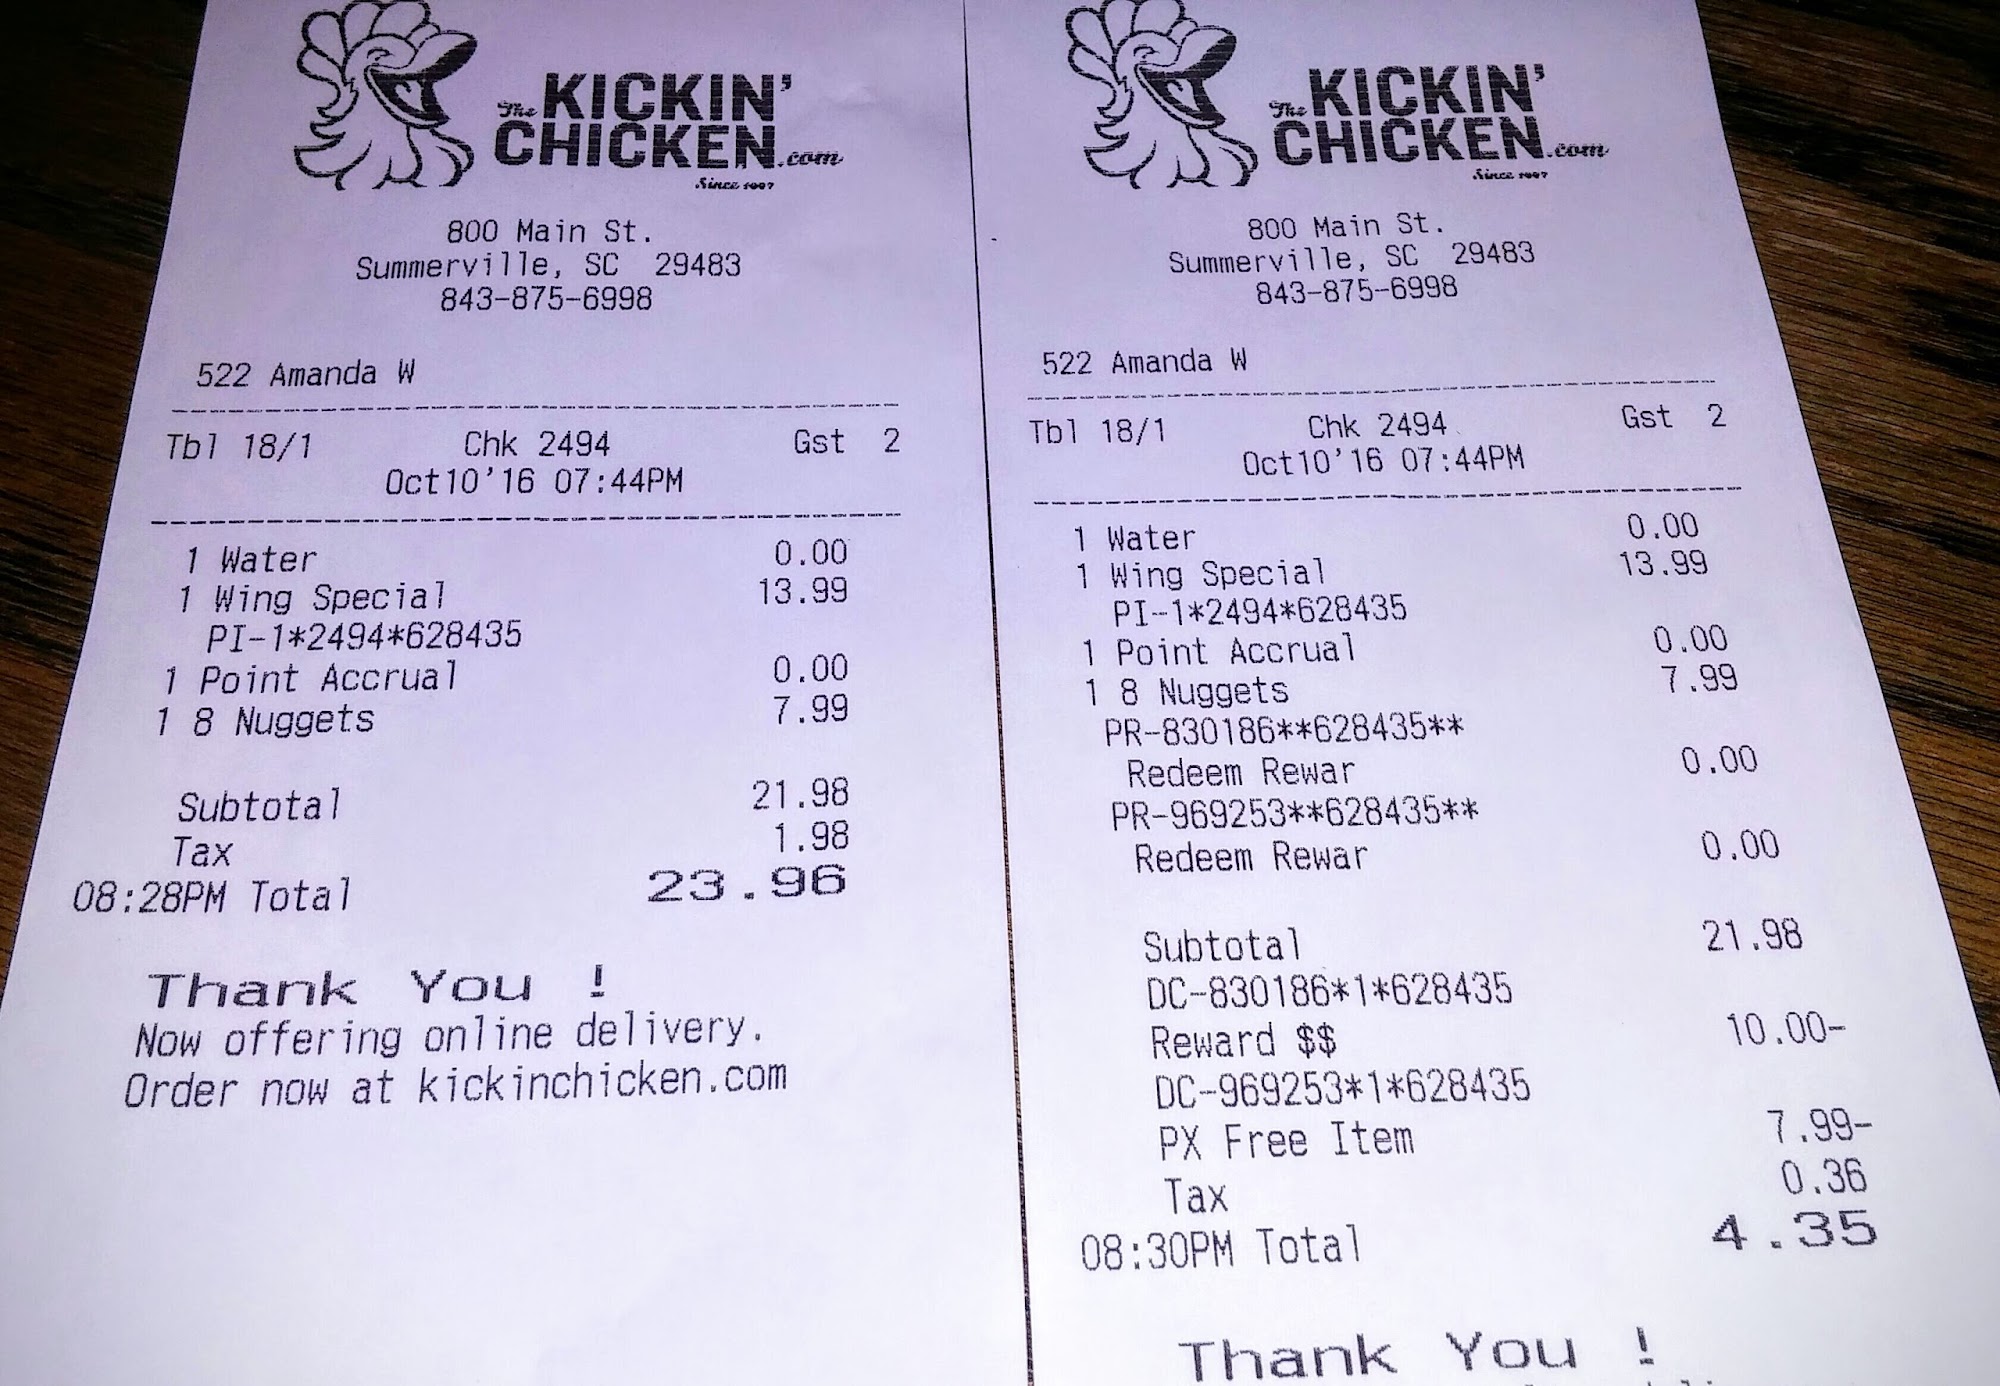 The KICKIN'
CHICKEN.com
Since 1997
800 Main St.
Summerville, SC 29483
843-875-6998
522 Amanda W
Tbl 18/1 Chk 2494 Gst 2
Oct10'16 07:44PM
1 Water 0.00
1 Wing Special 13.99
PI-1*2494*628435
1 Point Accrual 0.00
1 8 Nuggets 7.99
Subtotal 21.98
Tax 1.98
08:28PM Total 23.96
Thank You !
Now offering online delivery.
Order now at kickinchicken.com
The KICKIN'
CHICKEN.com
Since 1997
800 Main St.
Summerville, SC 29483
843-875-6998
522 Amanda W
Tbl 18/1 Chk 2494 Gst 2
Oct10'16 07:44PM
1 Water 0.00
1 Wing Special 13.99
PI-1*2494*628435
1 Point Accrual 0.00
1 8 Nuggets 7.99
PR-830186**628435**
Redeem Rewar 0.00
PR-969253**628435**
Redeem Rewar 0.00
Subtotal 21.98
DC-830186*1*628435
Reward $$ 10.00-
DC-969253*1*628435
PX Free Item 7.99-
Tax 0.36
08:30PM Total 4.35
Thank You !